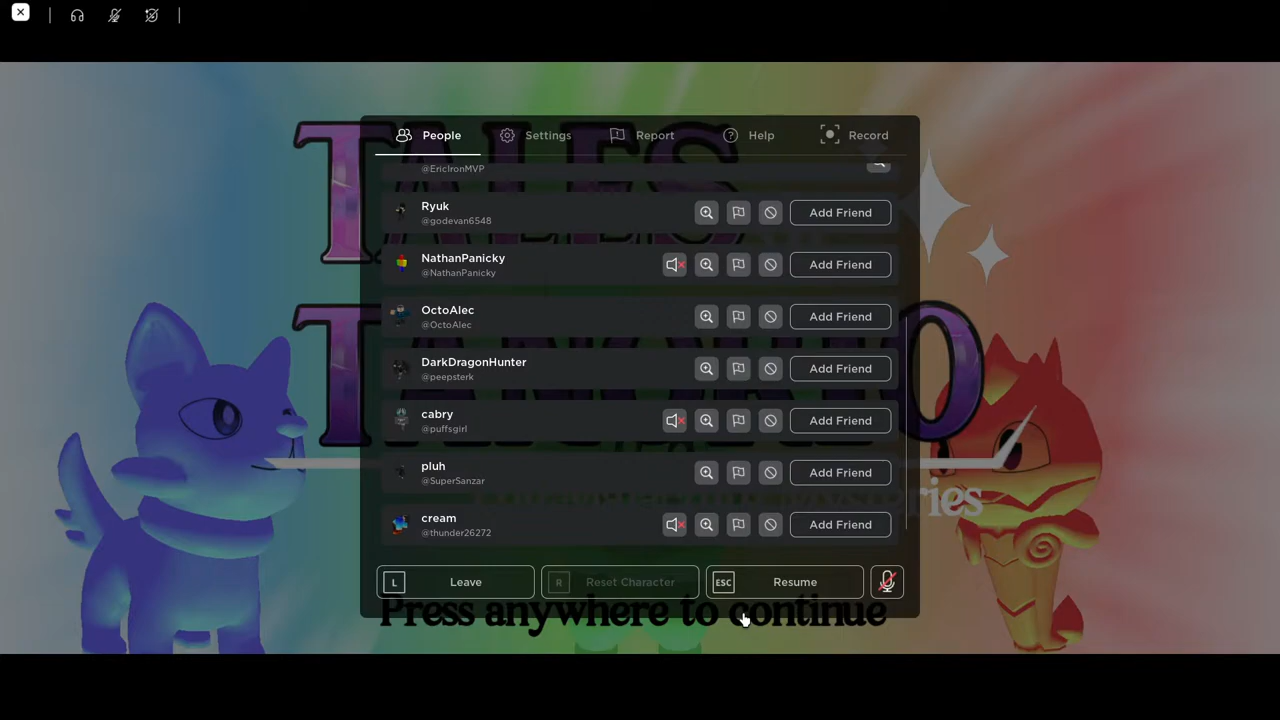 People Settings Report Help Record
@EricIronMVP
Ryuk
@godevan6548
Add Friend
NathanPanicky
@NathanPanicky
Add Friend
OctoAlec
@OctoAlec
Add Friend
DarkDragonHunter
@peepsterk
Add Friend
cabry
@puffsgirl
Add Friend
pluh
@SuperSanzar
Add Friend
cream
@thunder26272
Add Friend
L Leave R Reset Character ESC Resume
TALES
Press anywhere to continue